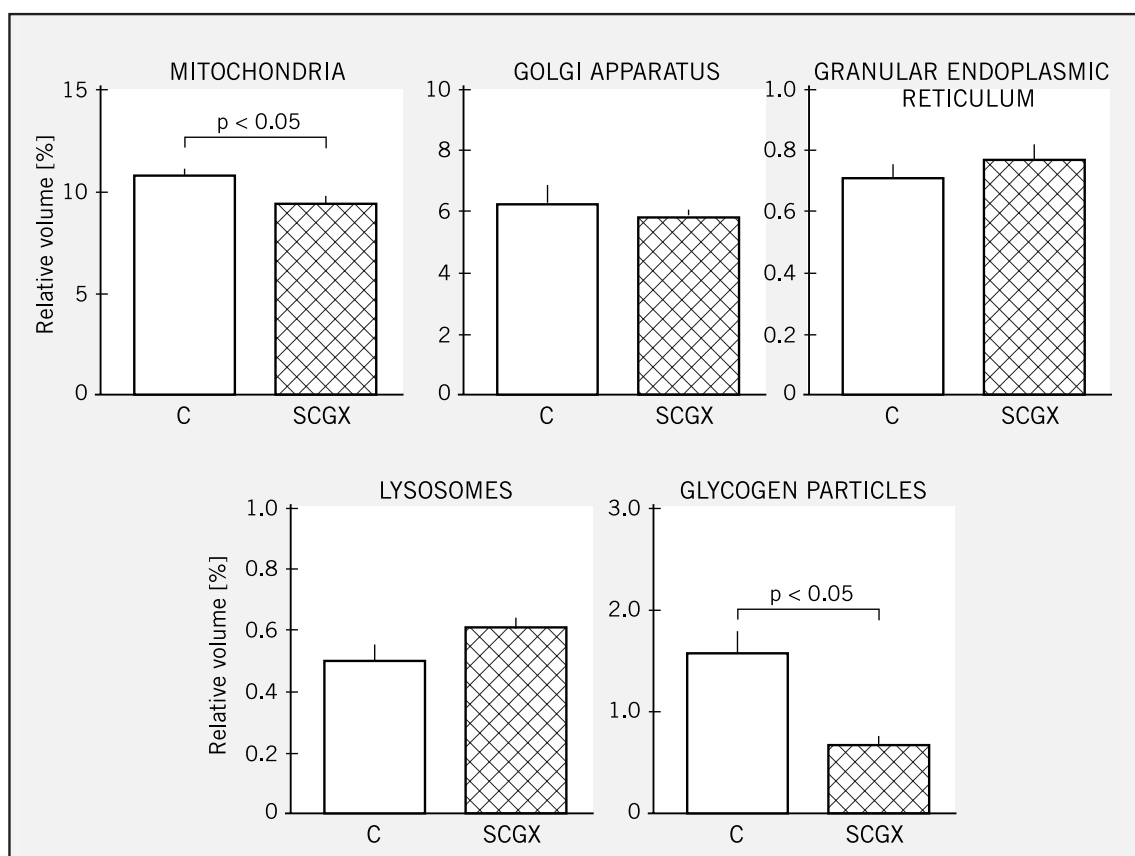 MITOCHONDRIA
Relative volume [%]
15
10
5
0
p < 0.05
C
SCGX
GOLGI APPARATUS
10
8
6
4
2
0
C
SCGX
GRANULAR ENDOPLASMIC
RETICULUM
1.0
0.8
0.6
0.4
0.2
0
C
SCGX
LYSOSOMES
Relative volume [%]
1.0
0.8
0.6
0.4
0.2
0
C
SCGX
GLYCOGEN PARTICLES
3.0
2.0
1.0
0
p < 0.05
C
SCGX